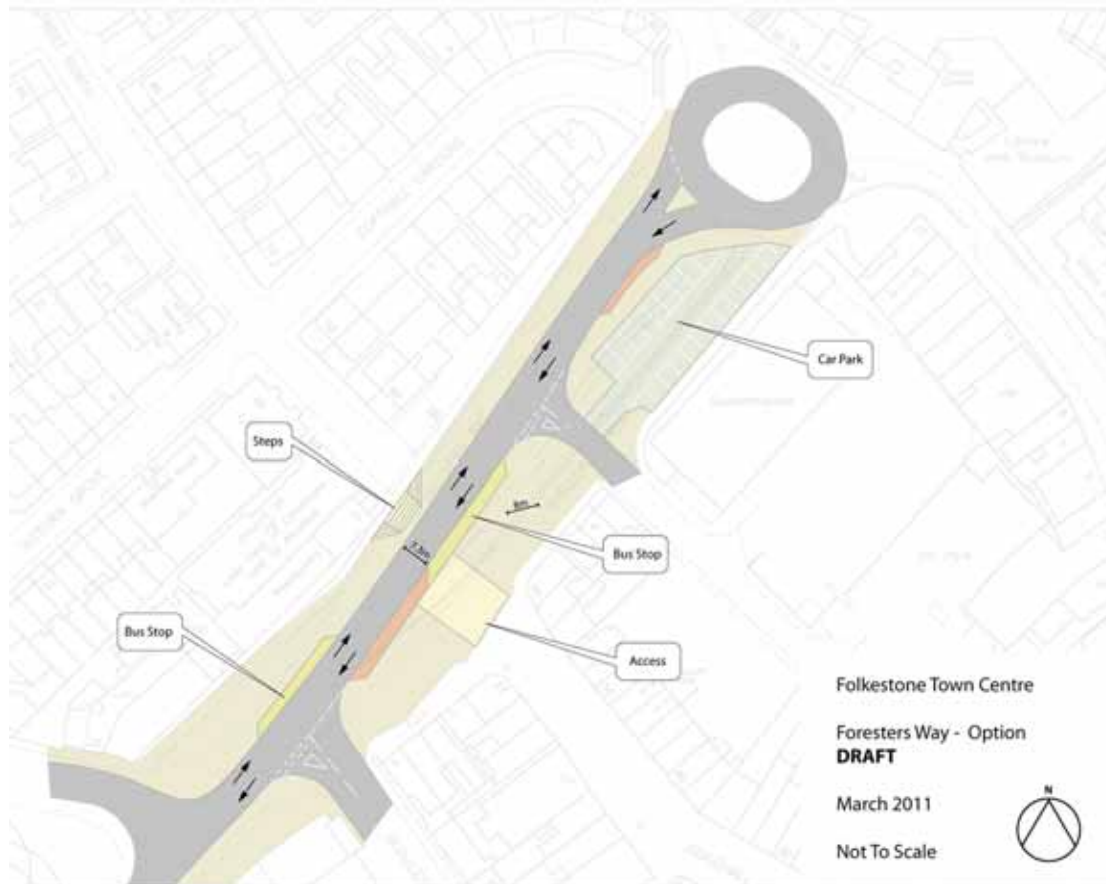 Car Park
Steps
8m
7.3m
Bus Stop
Bus Stop
Access
Folkestone Town Centre
Foresters Way - Option
DRAFT
March 2011
N
Not To Scale